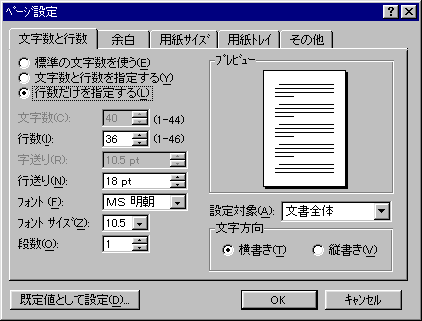 ページ設定
文字数と行数 余白 用紙サイズ 用紙トレイ その他
標準の文字数を使う(E)
文字数と行数を指定する(Y)
行数だけを指定する(L)
文字数(C): 40 (1-44)
行数(I): 36 (1-46)
字送り(R): 10.5 pt
行送り(N): 18 pt
フォント(F): MS 明朝
フォント サイズ(Z): 10.5
段数(O): 1
プレビュー
設定対象(A): 文書全体
文字方向
横書き(T) 縦書き(V)
既定値として設定(D)... OK キャンセル